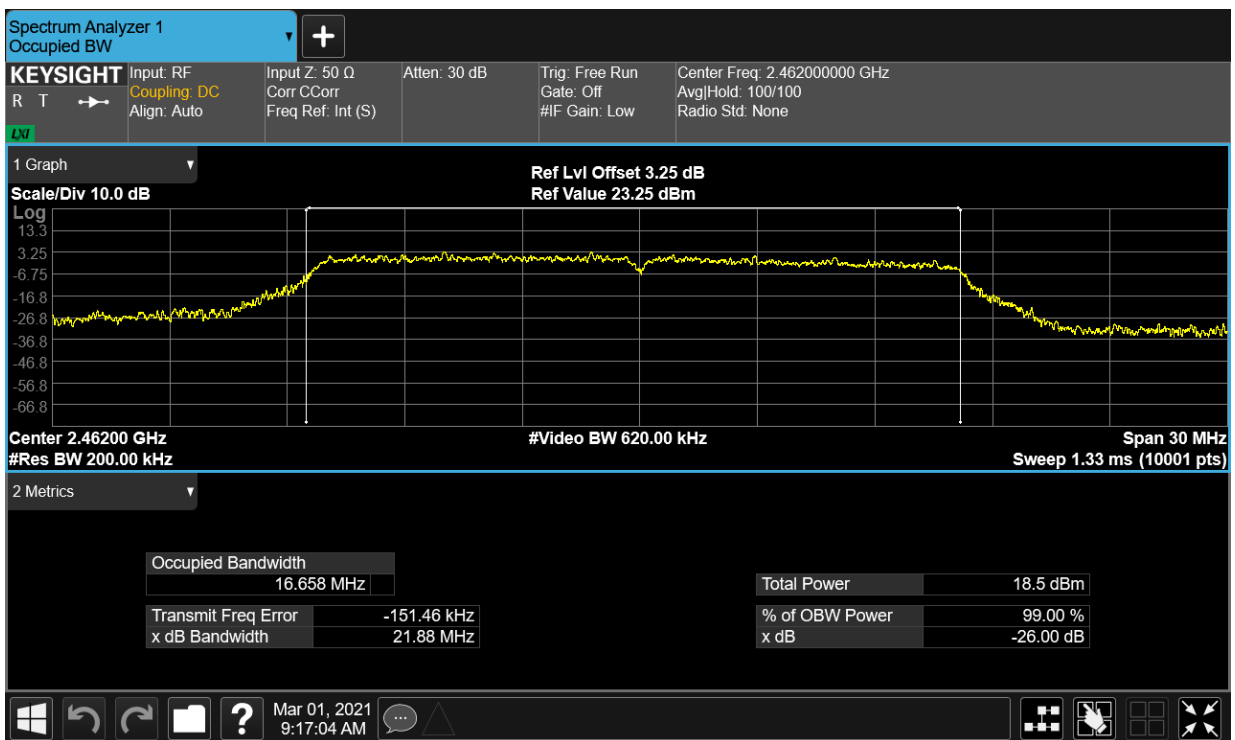 Spectrum Analyzer 1
Occupied BW
KEYSIGHT
R T
LXI
Input: RF
Coupling: DC
Align: Auto
Input Z: 50 Ω
Corr CCorr
Freq Ref: Int (S)
Atten: 30 dB
Trig: Free Run
Gate: Off
#IF Gain: Low
Center Freq: 2.462000000 GHz
Avg|Hold: 100/100
Radio Std: None
1 Graph
Scale/Div 10.0 dB
Ref Lvl Offset 3.25 dB
Ref Value 23.25 dBm
Log
13.3
3.25
-6.75
-16.8
-26.8
-36.8
-46.8
-56.8
-66.8
Center 2.46200 GHz
#Res BW 200.00 kHz
#Video BW 620.00 kHz
Span 30 MHz
Sweep 1.33 ms (10001 pts)
2 Metrics
Occupied Bandwidth
16.658 MHz
Transmit Freq Error -151.46 kHz
x dB Bandwidth 21.88 MHz
Total Power 18.5 dBm
% of OBW Power 99.00 %
x dB -26.00 dB
?
Mar 01, 2021
9:17:04 AM